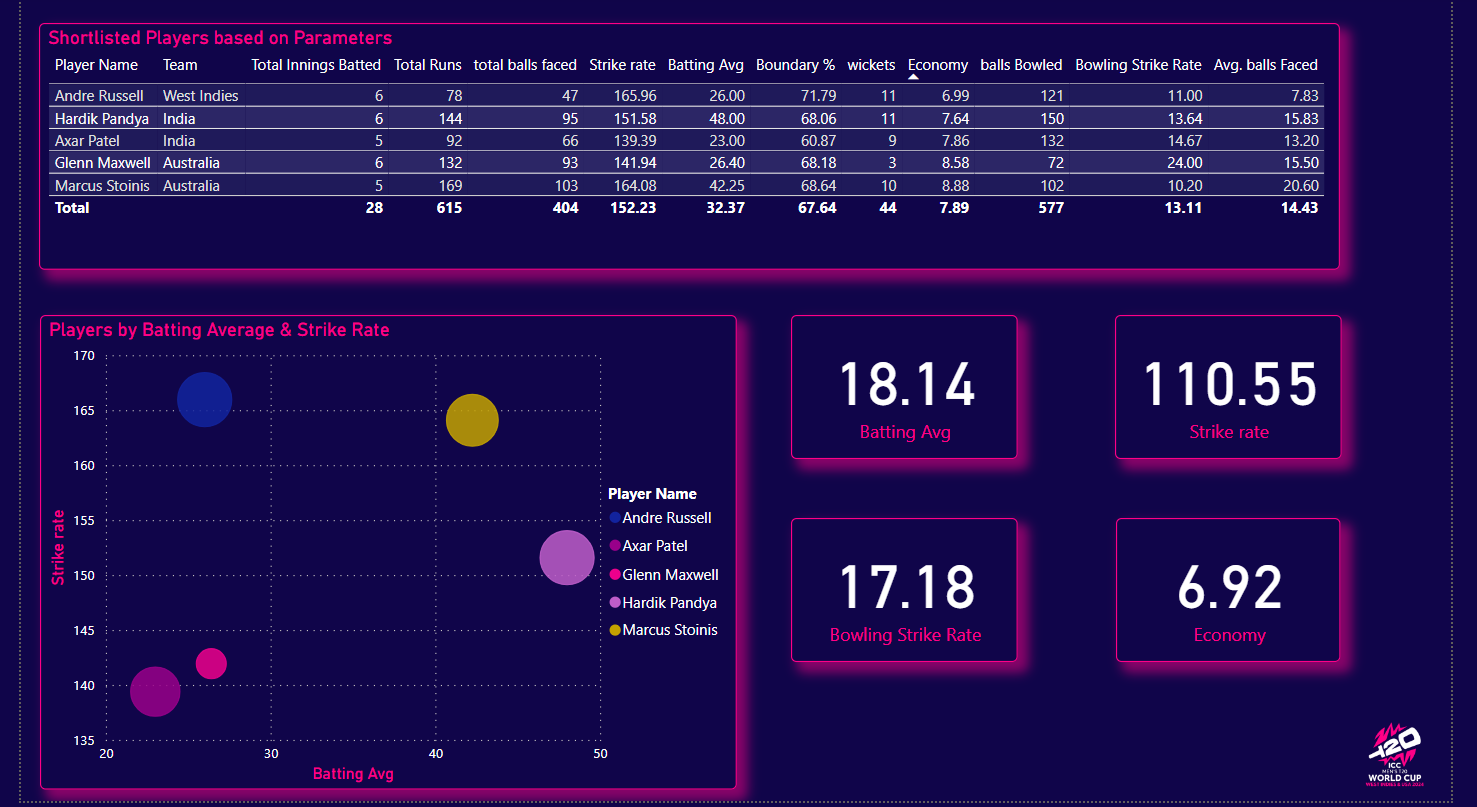 Shortlisted Players based on Parameters
Player Name Team Total Innings Batted Total Runs total balls faced Strike rate Batting Avg Boundary % wickets Economy balls Bowled Bowling Strike Rate Avg. balls Faced
Andre Russell West Indies 6 78 47 165.96 26.00 71.79 11 6.99 121 11.00 7.83
Hardik Pandya India 6 144 95 151.58 48.00 68.06 11 7.64 150 13.64 15.83
Axar Patel India 5 92 66 139.39 23.00 60.87 9 7.86 132 14.67 13.20
Glenn Maxwell Australia 6 132 93 141.94 26.40 68.18 3 8.58 72 24.00 15.50
Marcus Stoinis Australia 5 169 103 164.08 42.25 68.64 10 8.88 102 10.20 20.60
Total 28 615 404 152.23 32.37 67.64 44 7.89 577 13.11 14.43
Players by Batting Average & Strike Rate
170
165
160
155
150
145
140
135
Strike rate
20 30 40 50
Batting Avg
Player Name
Andre Russell
Axar Patel
Glenn Maxwell
Hardik Pandya
Marcus Stoinis
18.14
Batting Avg
110.55
Strike rate
17.18
Bowling Strike Rate
6.92
Economy
T20
ICC
MEN'S T20
WORLD CUP
WEST INDIES & USA 2024